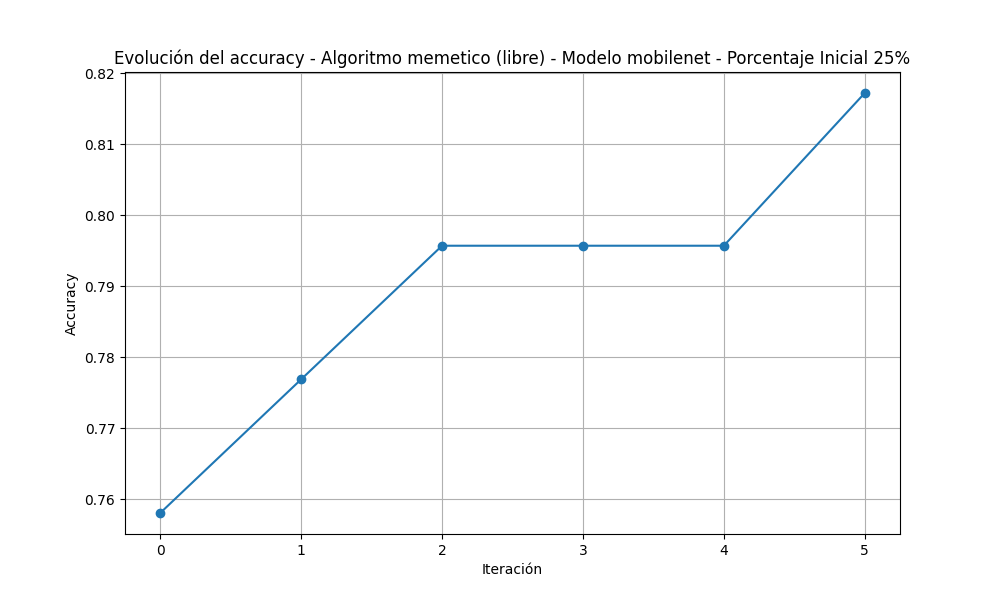 Evolución del accuracy - Algoritmo memetico (libre) - Modelo mobilenet - Porcentaje Inicial 25%
0.82
0.81
0.80
0.79
0.78
0.77
0.76
Accuracy
0 1 2 3 4 5
Iteración